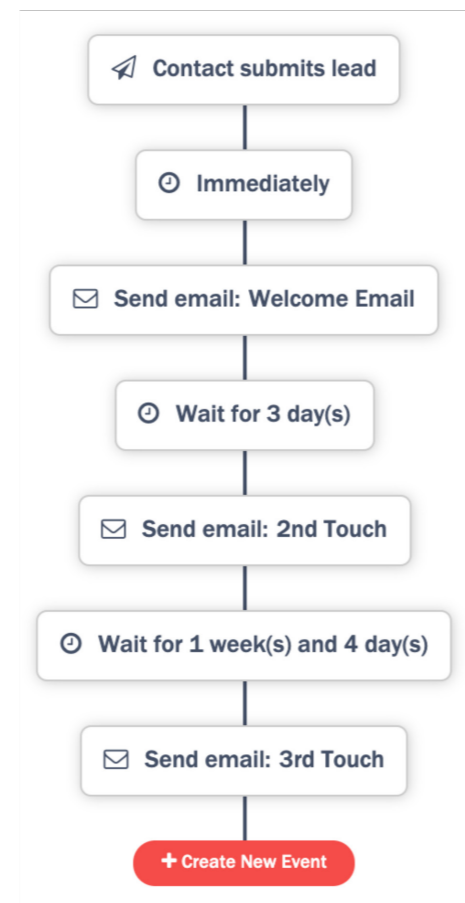 Contact submits lead
Immediately
Send email: Welcome Email
Wait for 3 day(s)
Send email: 2nd Touch
Wait for 1 week(s) and 4 day(s)
Send email: 3rd Touch
+ Create New Event